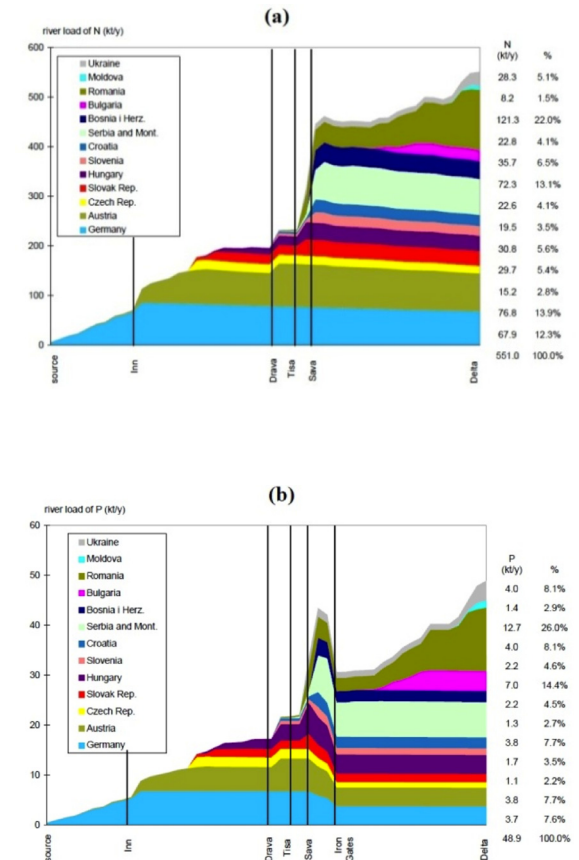 (a)
river load of N (kt/y)
600
500
400
300
200
100
0
Ukraine
Moldova
Romania
Bulgaria
Bosnia i Herz.
Serbia and Mont.
Croatia
Slovenia
Hungary
Slovak Rep.
Czech Rep.
Austria
Germany
source
Inn
Drava
Tisa
Sava
Delta
N
(kt/y) %
28.3 5.1%
8.2 1.5%
121.3 22.0%
22.8 4.1%
35.7 6.5%
72.3 13.1%
22.6 4.1%
19.5 3.5%
30.8 5.6%
29.7 5.4%
15.2 2.8%
76.8 13.9%
67.9 12.3%
551.0 100.0%
(b)
river load of P (kt/y)
60
50
40
30
20
10
0
Ukraine
Moldova
Romania
Bulgaria
Bosnia i Herz.
Serbia and Mont.
Croatia
Slovenia
Hungary
Slovak Rep.
Czech Rep.
Austria
Germany
source
Inn
Drava
Tisa
Sava
Iron
Gates
Delta
P
(kt/y) %
4.0 8.1%
1.4 2.9%
12.7 26.0%
4.0 8.1%
2.2 4.6%
7.0 14.4%
2.2 4.5%
1.3 2.7%
3.8 7.7%
1.7 3.5%
1.1 2.2%
3.8 7.7%
3.7 7.6%
48.9 100.0%